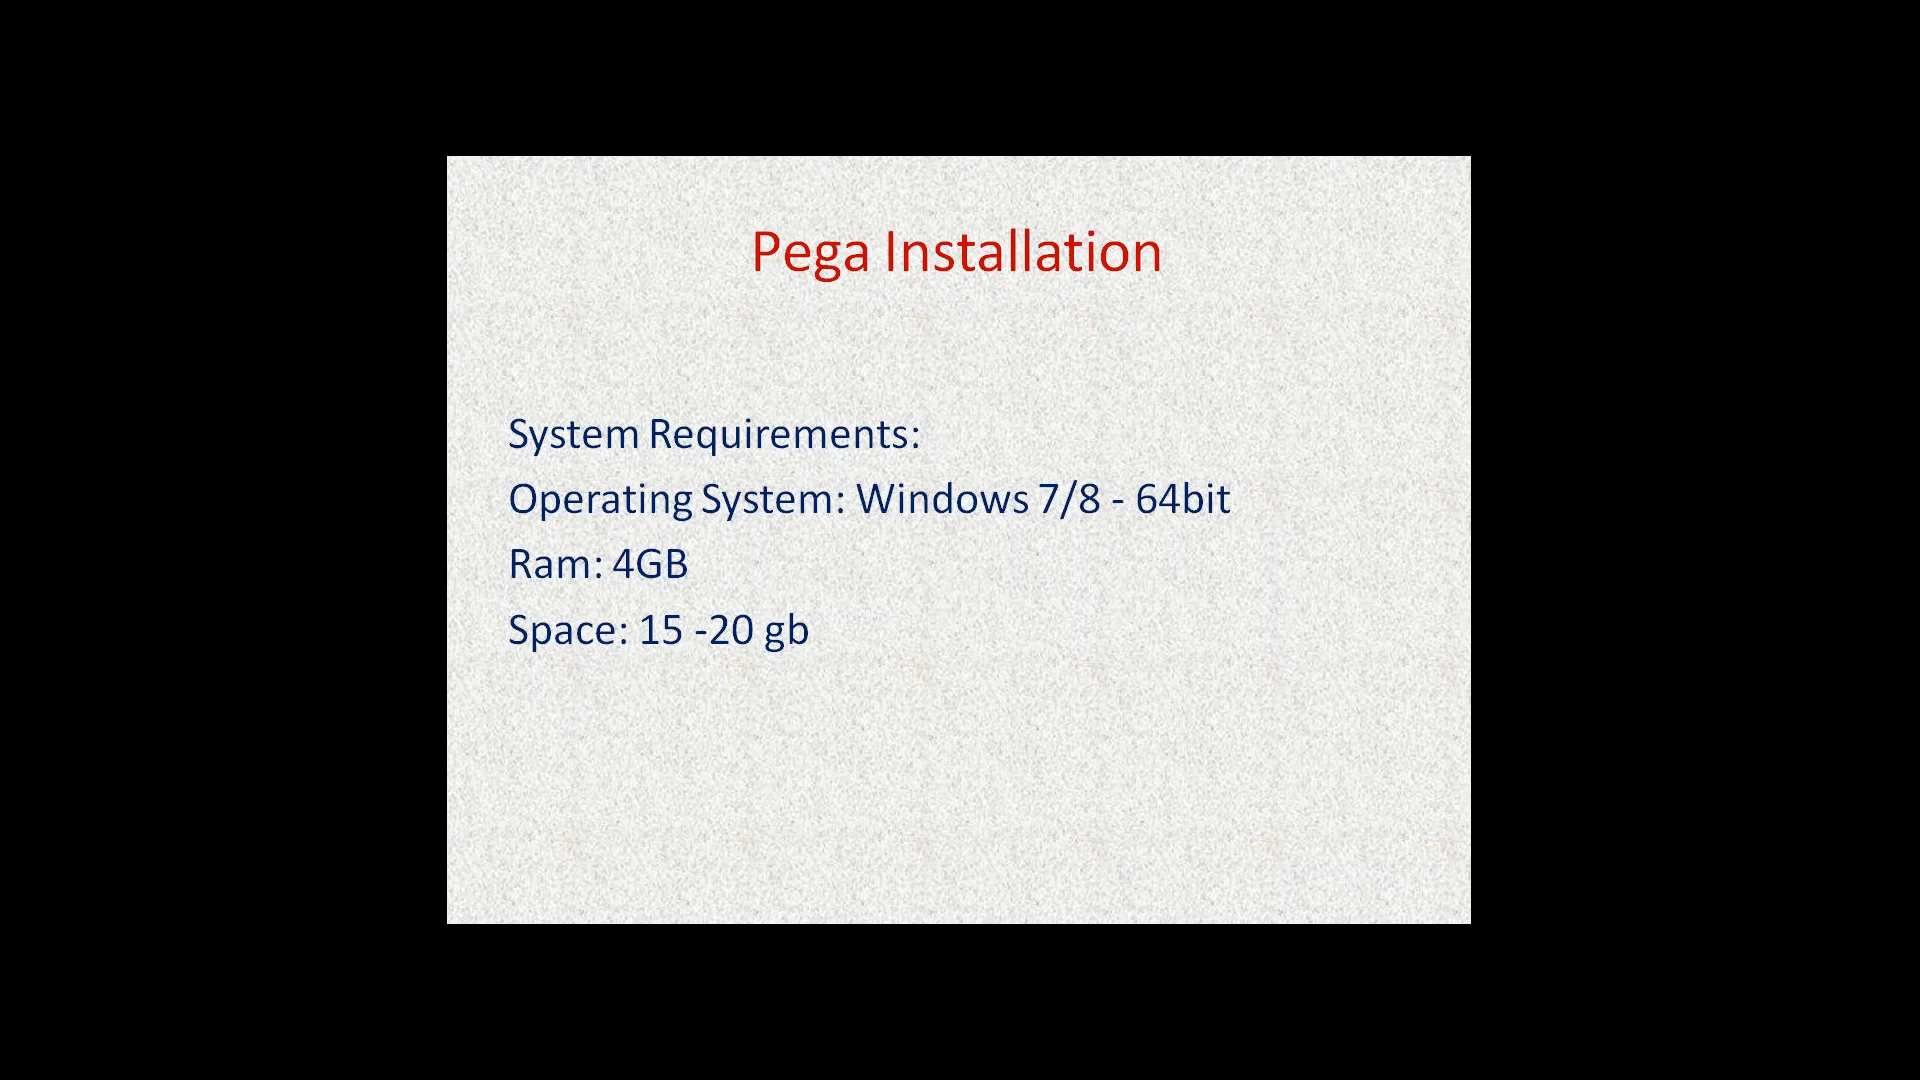 Pega Installation
System Requirements:
Operating System: Windows 7/8 - 64bit
Ram: 4GB
Space: 15 -20 gb